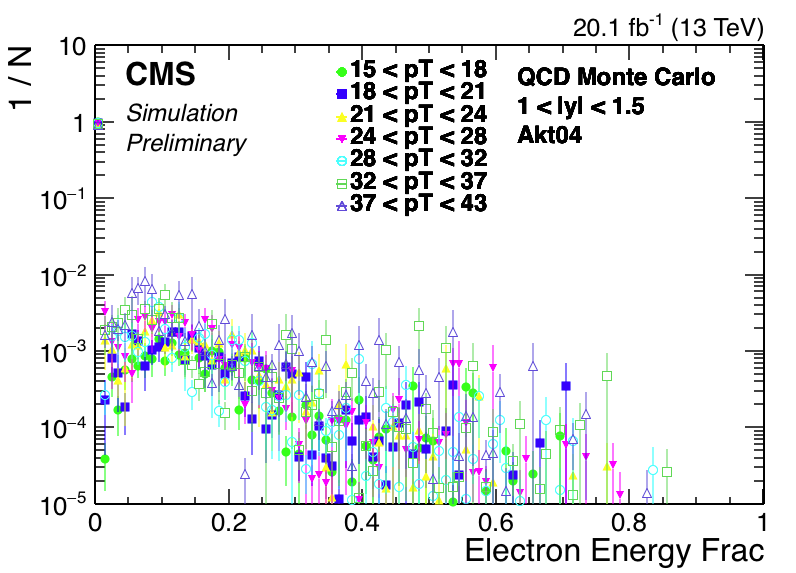 20.1 fb⁻¹ (13 TeV)
1 / N
10
1
10⁻¹
10⁻²
10⁻³
10⁻⁴
10⁻⁵
CMS
Simulation
Preliminary
15 < pT < 18
18 < pT < 21
21 < pT < 24
24 < pT < 28
28 < pT < 32
32 < pT < 37
37 < pT < 43
QCD Monte Carlo
1 < lyl < 1.5
Akt04
0 0.2 0.4 0.6 0.8 1
Electron Energy Frac